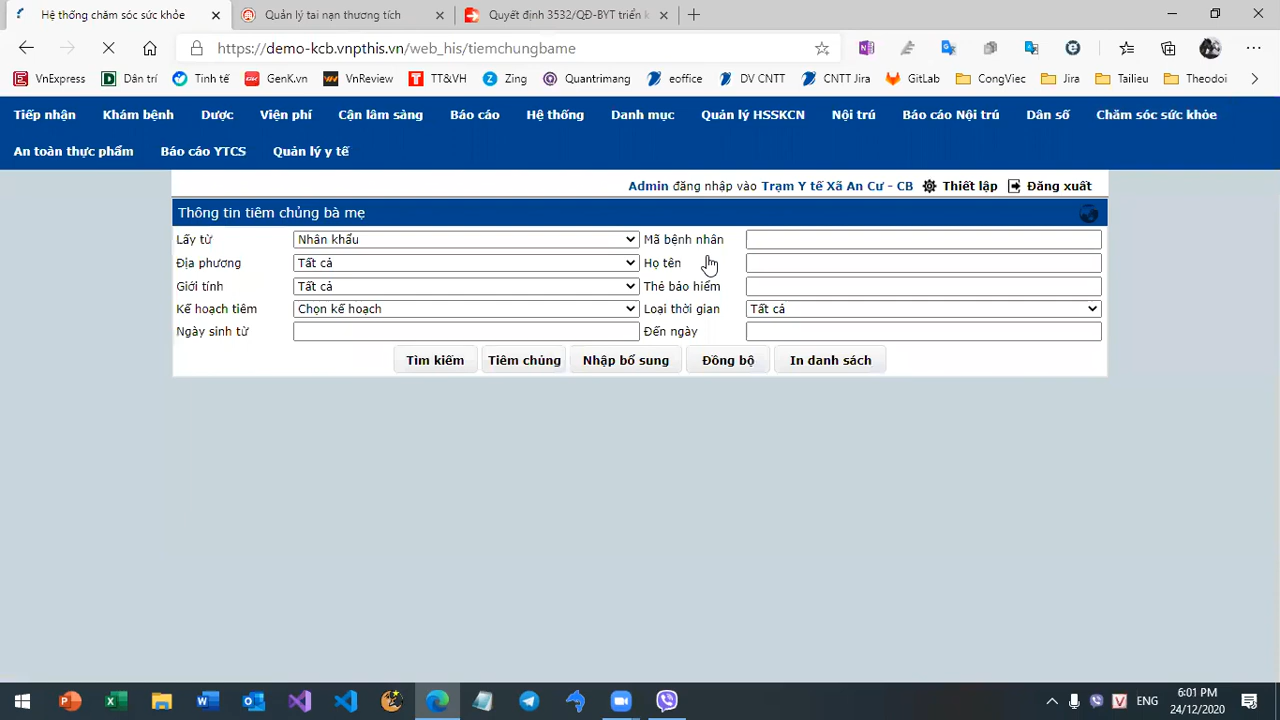 Hệ thống chăm sóc sức khỏe
Quản lý tai nạn thương tích
Quyết định 3532/QĐ-BYT triển k
https://demo-kcb.vnpthis.vn/web_his/tiemchungbame
VnExpress
Dân trí
Tinh tế
GenK.vn
VnReview
TT&VH
Zing
Quantrimang
eoffice
DV CNTT
CNTT Jira
GitLab
CongViec
Jira
Tailieu
Theodoi
Tiếp nhận
Khám bệnh
Dược
Viện phí
Cận lâm sàng
Báo cáo
Hệ thống
Danh mục
Quản lý HSSKCN
Nội trú
Báo cáo Nội trú
Dân số
Chăm sóc sức khỏe
An toàn thực phẩm
Báo cáo YTCS
Quản lý y tế
Admin đăng nhập vào Trạm Y tế Xã An Cư - CB
Thiết lập
Đăng xuất
Thông tin tiêm chủng bà mẹ
Lấy từ
Nhân khẩu
Mã bệnh nhân
Địa phương
Tất cả
Họ tên
Giới tính
Tất cả
Thẻ bảo hiểm
Kế hoạch tiêm
Chọn kế hoạch
Loại thời gian
Tất cả
Ngày sinh từ
Đến ngày
Tìm kiếm
Tiêm chủng
Nhập bổ sung
Đồng bộ
In danh sách
ENG
6:01 PM
24/12/2020